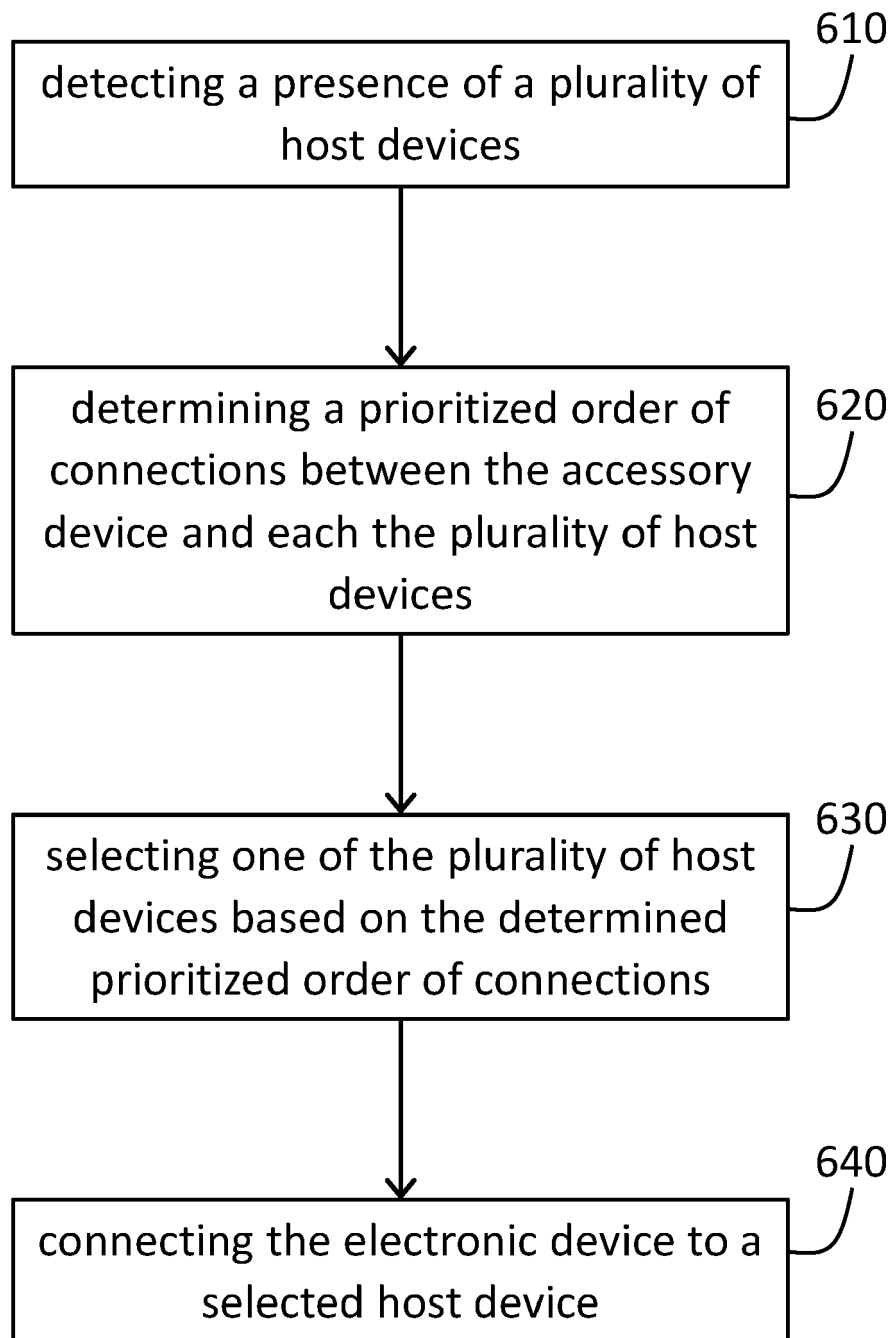 610
detecting a presence of a plurality of
host devices
620
determining a prioritized order of
connections between the accessory
device and each the plurality of host
devices
630
selecting one of the plurality of host
devices based on the determined
prioritized order of connections
640
connecting the electronic device to a
selected host device